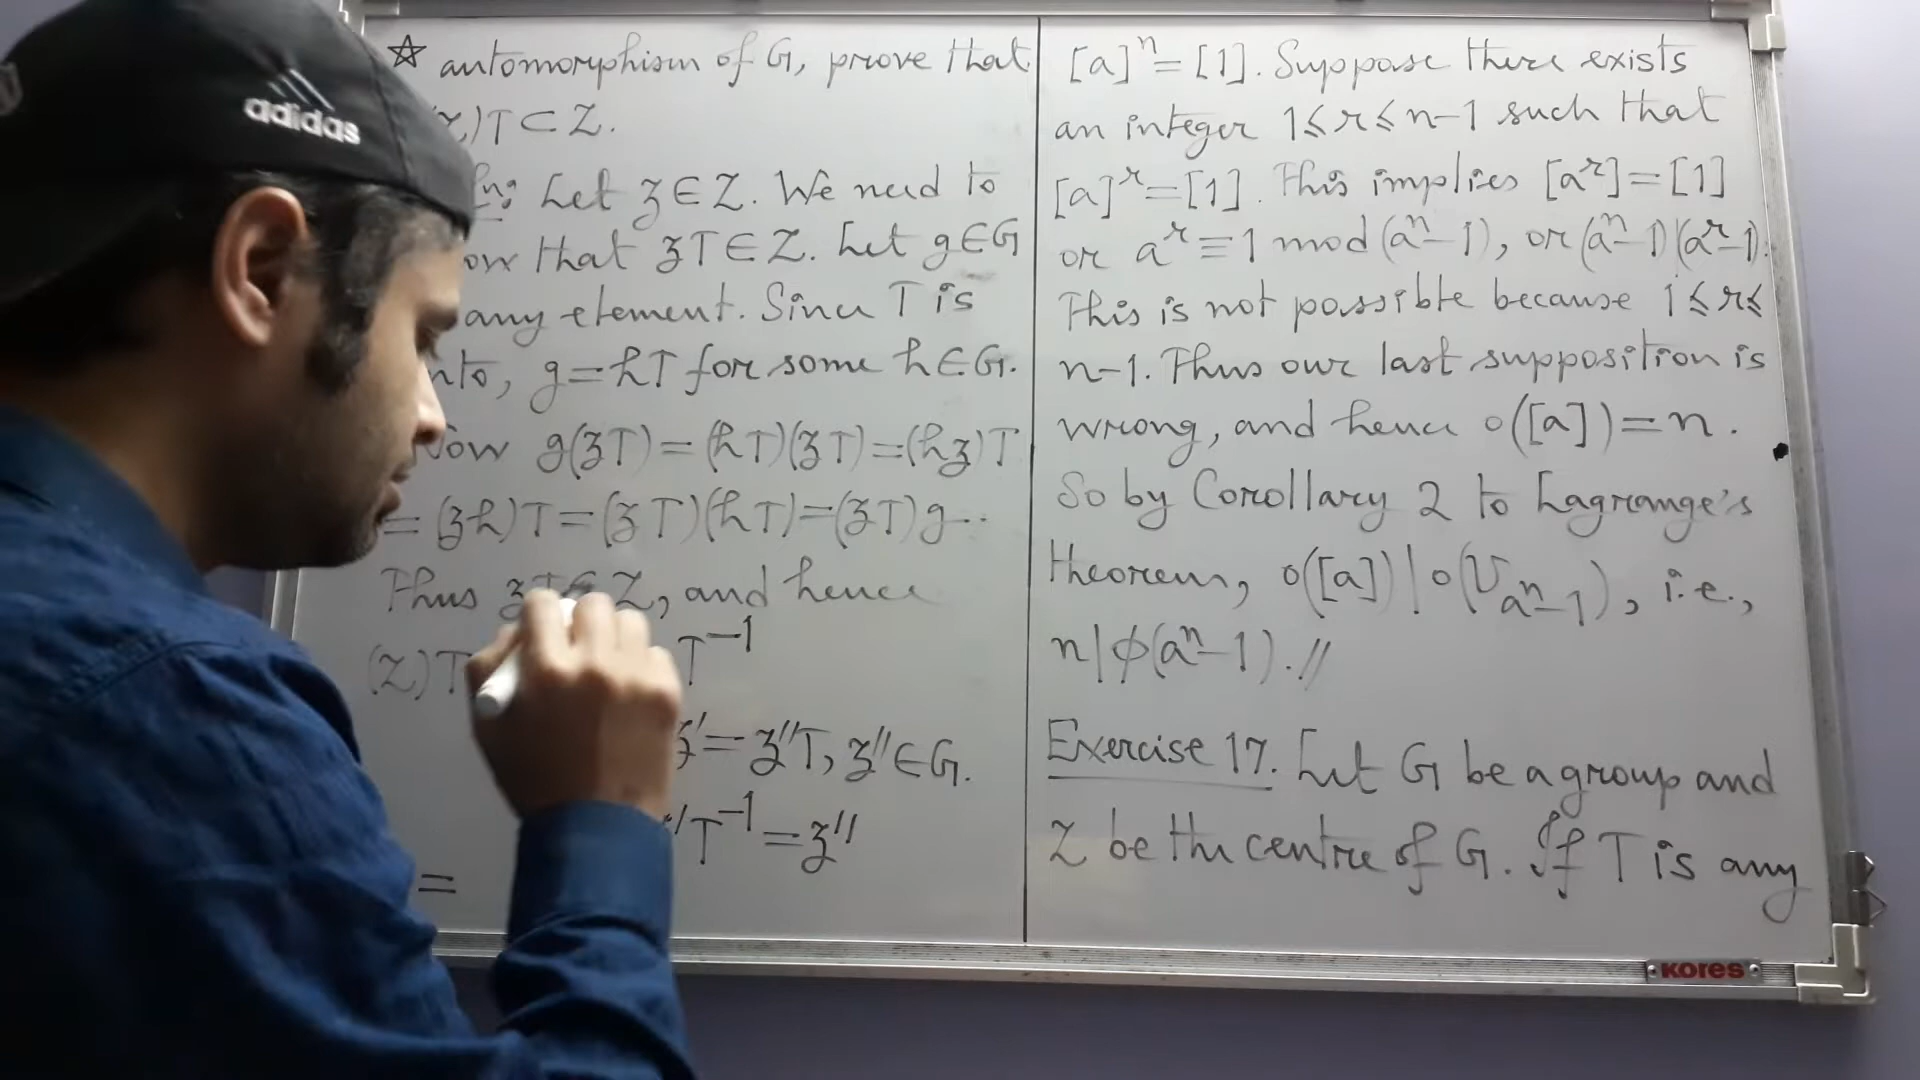 adidas
☆ automorphism of G, prove that
)T⊂Z.
Let z∈Z. We need to
that zT∈Z. Let g∈G
any element. Since T is
g=hT for some h∈G.
g(zT)=(hT)(zT)=(hz)T
=(zh)T=(zT)(hT)=(zT)g..
Thus Z, and hence
(Z)T T⁻¹
z'=z''T, z''∈G.
T⁻¹=z''
=
[a]ⁿ=[1]. Suppose there exists
an integer 1≤r≤n-1 such that
[a]ʳ=[1]. This implies [aʳ]=[1]
or aʳ≡1 mod(aⁿ-1), or (aⁿ-1)|(aʳ-1).
This is not possible because 1≤r≤
n-1. Thus our last supposition is
wrong, and hence o([a])=n.
So by Corollary 2 to Lagrange's
theorem, o([a])|o(U_{aⁿ-1}), i.e.,
n|ϕ(aⁿ-1).//
Exercise 17. Let G be a group and
Z be the centre of G. If T is any
KORES